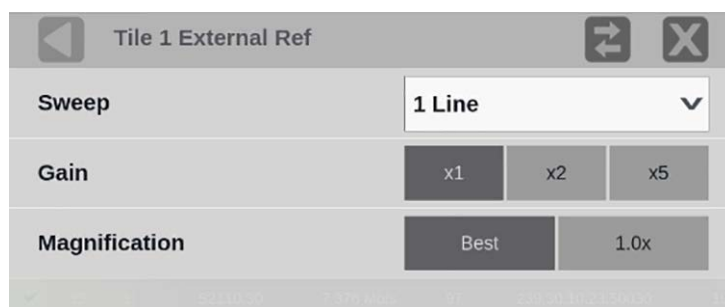 Tile 1 External Ref
Sweep 1 Line
Gain x1 x2 x5
Magnification Best 1.0x